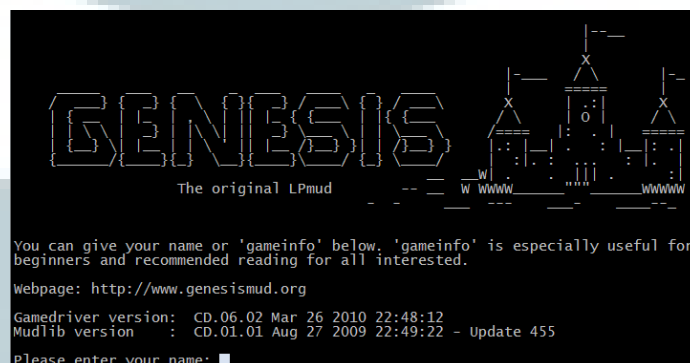 GENESIS
The original LPmud
You can give your name or 'gameinfo' below. 'gameinfo' is especially useful for
beginners and recommended reading for all interested.
Webpage: http://www.genesismud.org
Gamedriver version:  CD.06.02 Mar 26 2010 22:48:12
Mudlib version    :  CD.01.01 Aug 27 2009 22:49:22 - Update 455
Please enter your name: